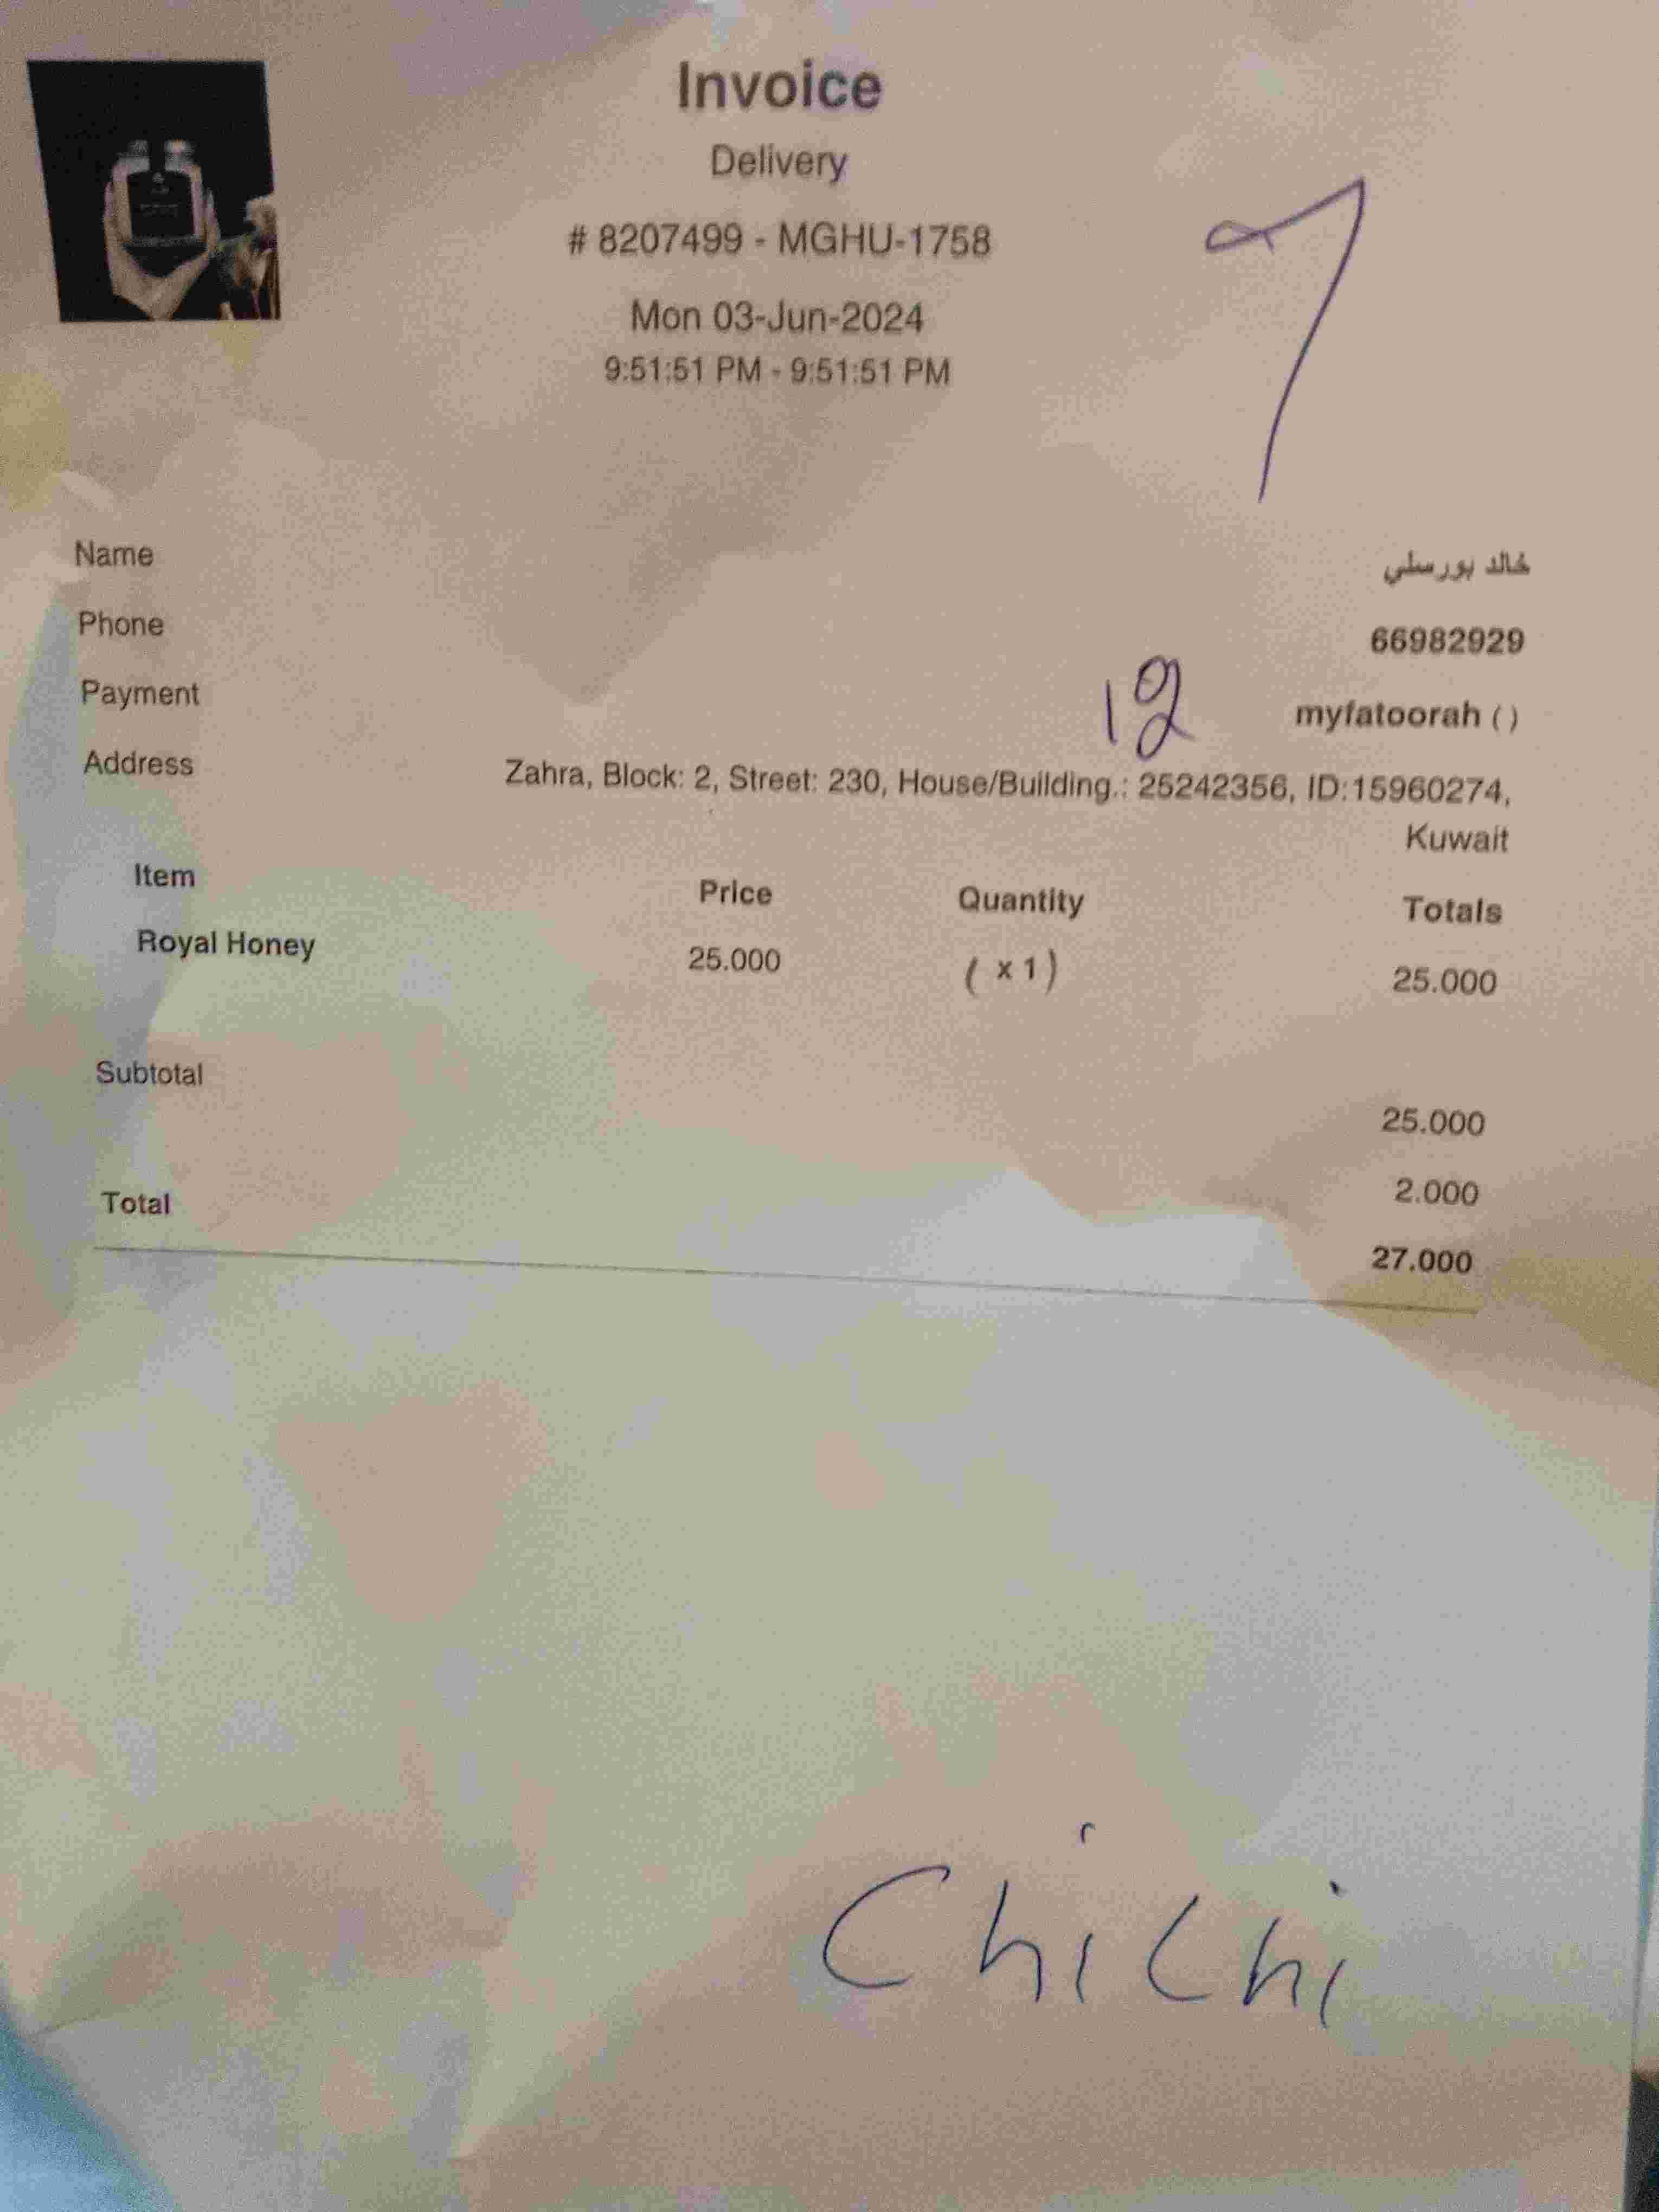 Invoice
Delivery
# 8207499 - MGHU-1758
Mon 03-Jun-2024
9:51:51 PM - 9:51:51 PM
7
Name خالد بورسلي
Phone 66982929
12
Payment myfatoorah ( )
Address Zahra, Block: 2, Street: 230, House/Building.: 25242356, ID:15960274,
Kuwait
Item Price Quantity Totals
Royal Honey 25.000 ( x 1 ) 25.000
Subtotal 25.000
2.000
Total 27.000
Chichi